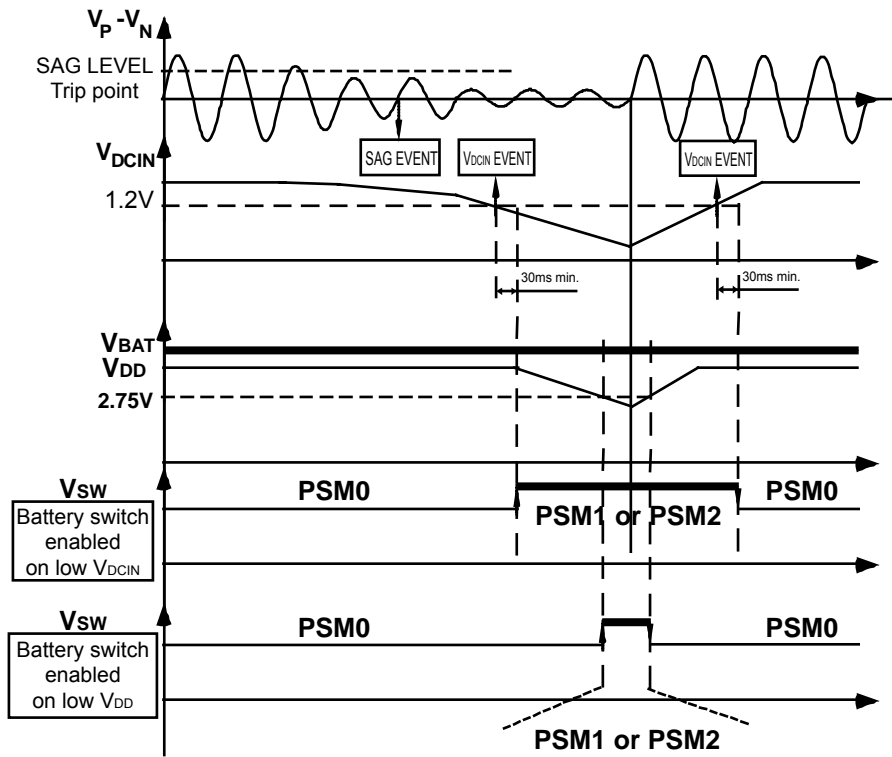 VP -VN
SAG LEVEL
Trip point
SAG EVENT
VDCIN EVENT
VDCIN EVENT
VDCIN
1.2V
30ms min.
30ms min.
VBAT
VDD
2.75V
VSW
PSM0
PSM0
Battery switch
enabled
on low VDCIN
PSM1 or PSM2
VSW
PSM0
PSM0
Battery switch
enabled
on low VDD
PSM1 or PSM2